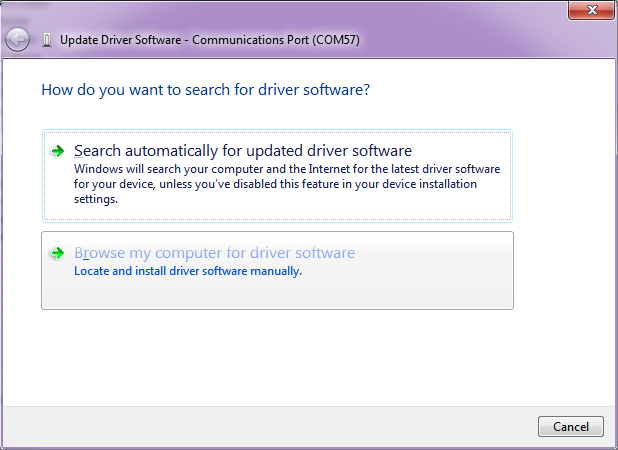 Update Driver Software - Communications Port (COM57)
How do you want to search for driver software?
Search automatically for updated driver software
Windows will search your computer and the Internet for the latest driver software
for your device, unless you've disabled this feature in your device installation
settings.
Browse my computer for driver software
Locate and install driver software manually.
Cancel